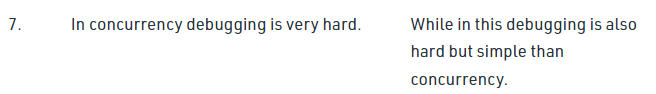 7. In concurrency debugging is very hard. While in this debugging is also
hard but simple than
concurrency.